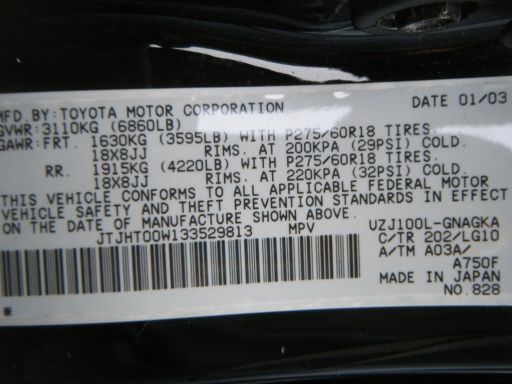 MFD. BY: TOYOTA MOTOR CORPORATION DATE 01/03
GVWR: 3110KG (6860LB)
GAWR: FRT. 1630KG (3595LB) WITH P275/60R18 TIRES.
18X8JJ RIMS. AT 200KPA (29PSI) COLD.
RR. 1915KG (4220LB) WITH P275/60R18 TIRES.
18X8JJ RIMS. AT 220KPA (32PSI) COLD.
THIS VEHICLE CONFORMS TO ALL APPLICABLE FEDERAL MOTOR
VEHICLE SAFETY AND THEFT PREVENTION STANDARDS IN EFFECT
ON THE DATE OF MANUFACTURE SHOWN ABOVE.
JTJHT00W133529813 MPV UZJ100L-GNAGKA
C/TR 202/LG10
A/TM A03A/
A750F
MADE IN JAPAN
NO. 828